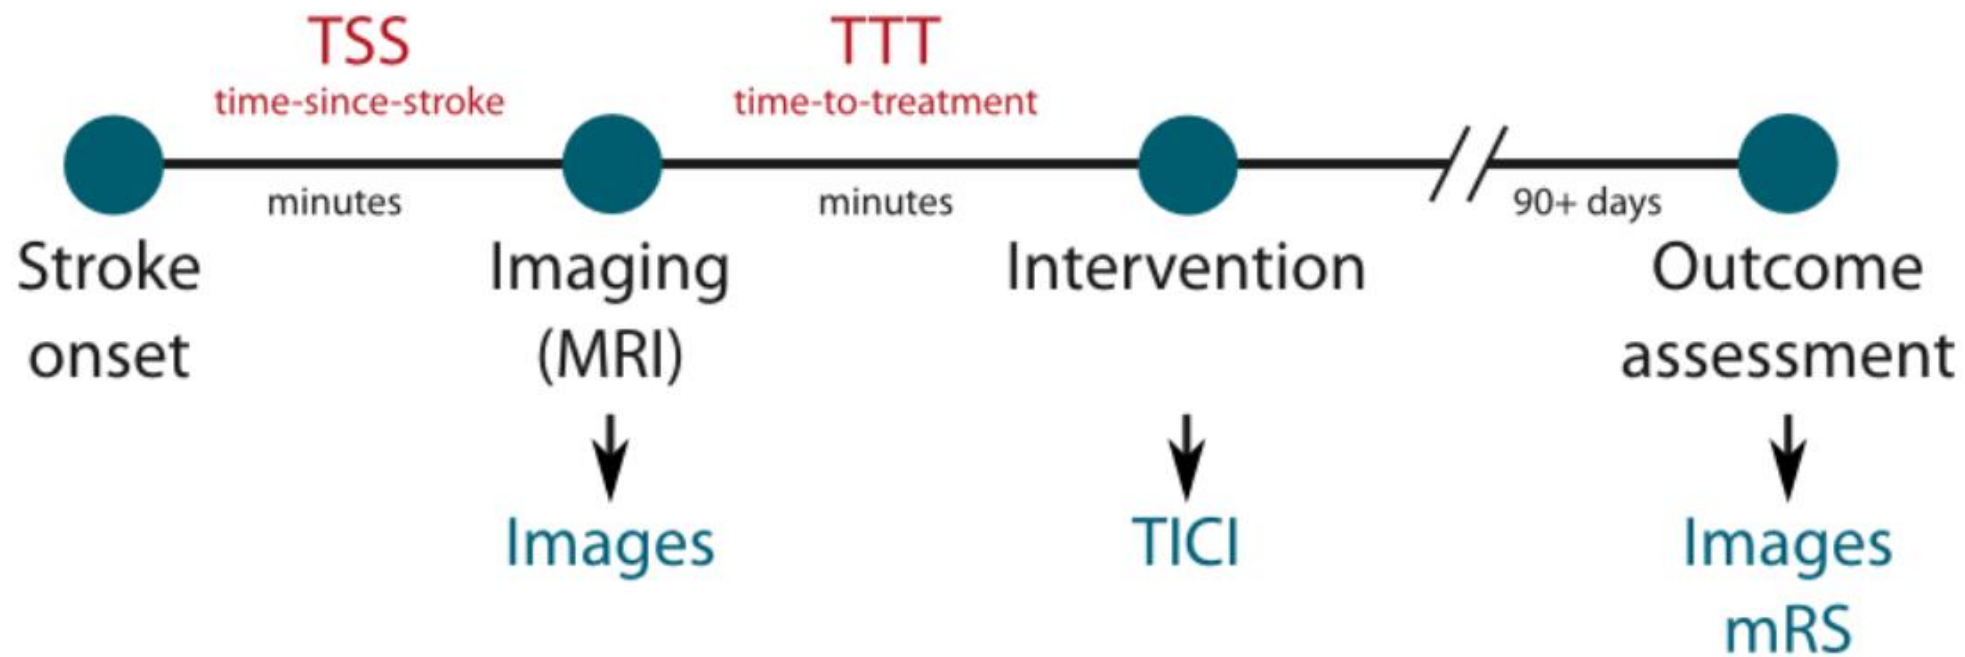 TSS
time-since-stroke
TTT
time-to-treatment
minutes
minutes
90+ days
Stroke
onset
Imaging
(MRI)
Intervention
Outcome
assessment
Images
TICI
Images
mRS